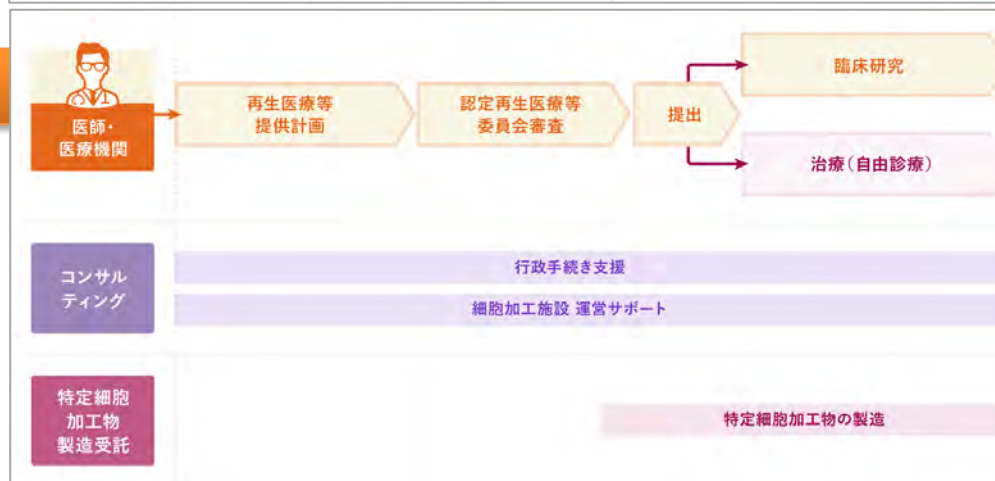 臨床研究
再生医療等
提供計画
認定再生医療等
委員会審査
提出
医師・
医療機関
治療（自由診療）
コンサル
ティング
行政手続き支援
細胞加工施設 運営サポート
特定細胞
加工物
製造受託
特定細胞加工物の製造